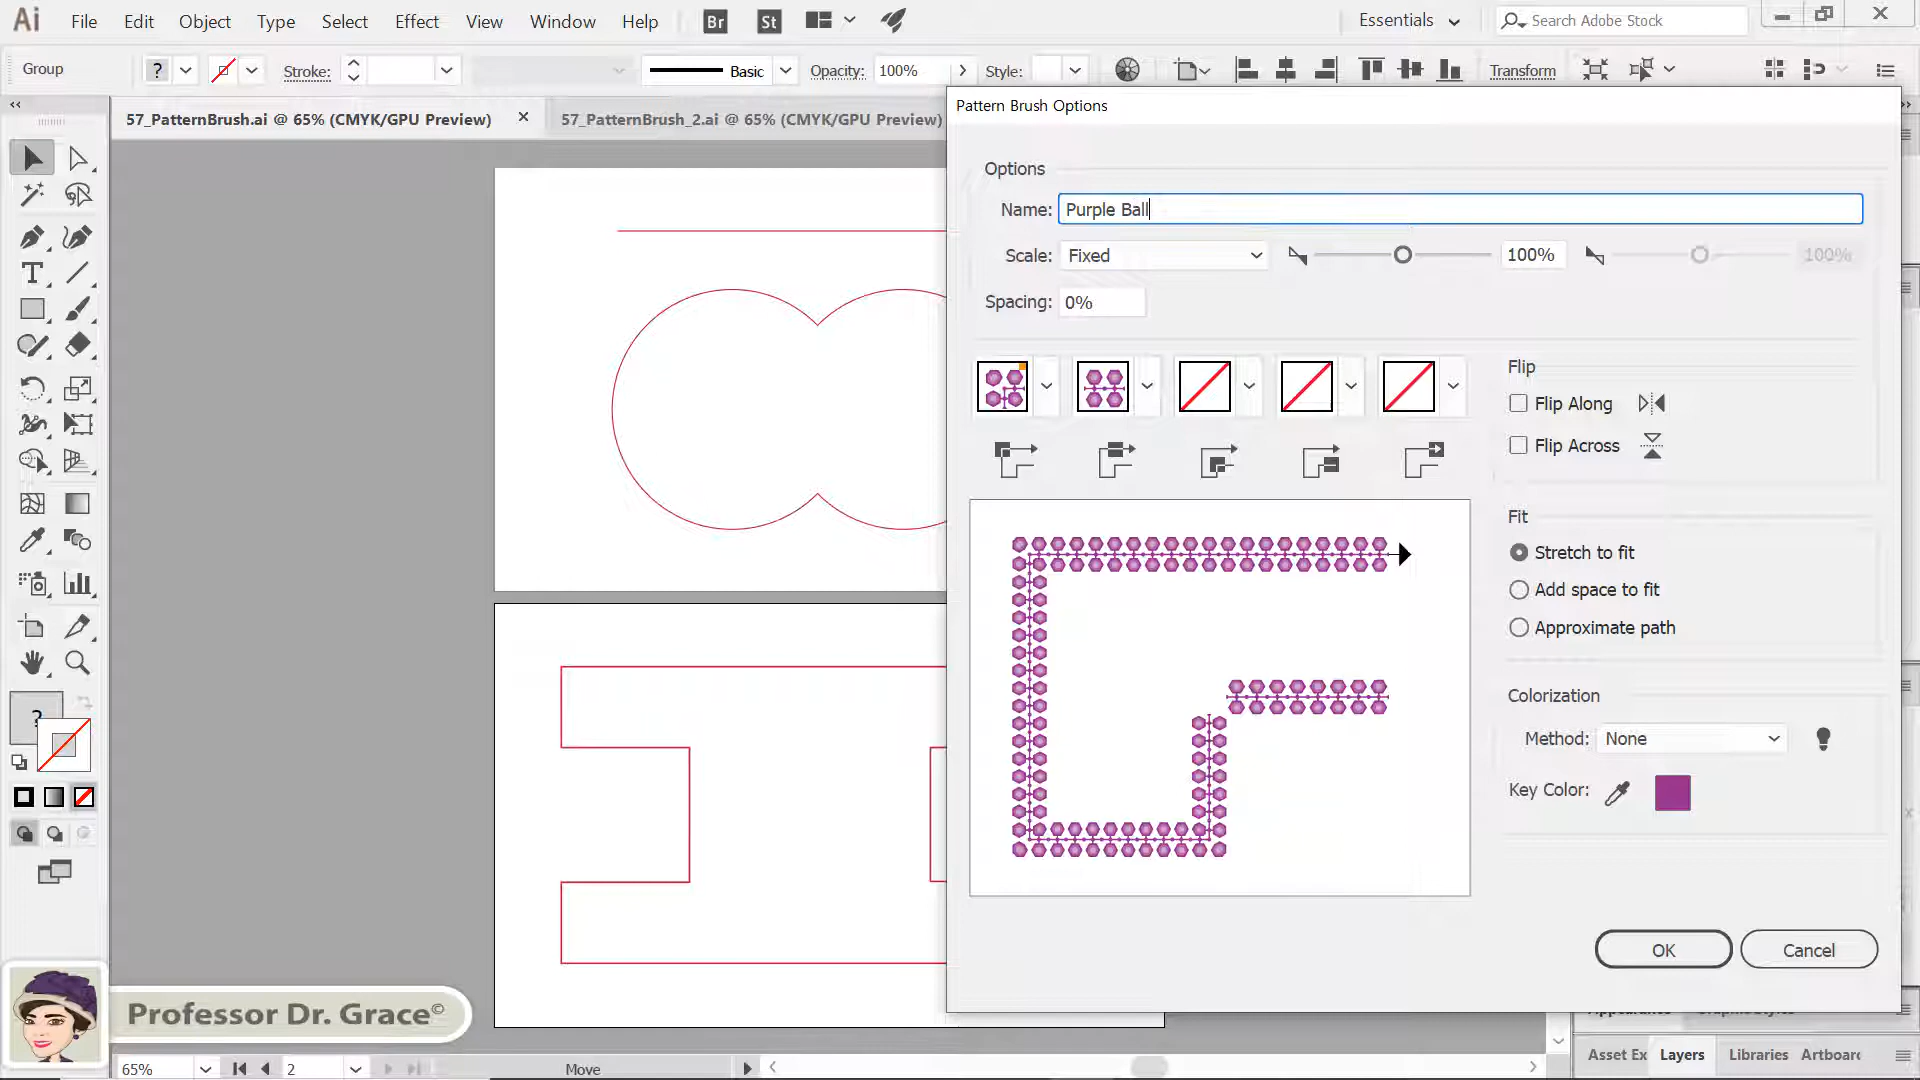 Ai File Edit Object Type Select Effect View Window Help Br St Essentials Search Adobe Stock
Group ? Stroke: Basic Opacity: 100% Style: Transform
57_PatternBrush.ai @ 65% (CMYK/GPU Preview) 57_PatternBrush_2.ai @ 65% (CMYK/GPU Preview)
Pattern Brush Options
Options
Name: Purple Ball
Scale: Fixed 100% 100%
Spacing: 0%
Flip
Flip Along
Flip Across
Fit
Stretch to fit
Add space to fit
Approximate path
Colorization
Method: None
Key Color:
OK Cancel
?
Professor Dr. Grace©
Asset Ex Layers Libraries Artboard
65% 2 Move